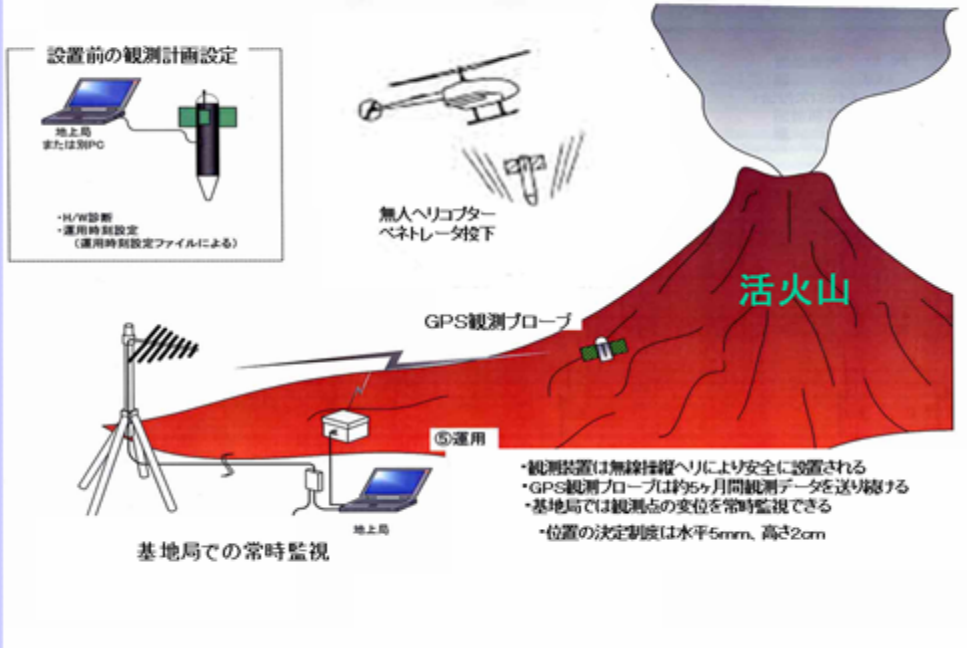 設置前の観測計画設定
地上局
または別PC
・H/W診断
・運用時刻設定
（運用時刻設定ファイルによる）
無人ヘリコプター
ペネトレータ投下
活火山
GPS観測プローブ
⑤運用
・観測装置は無線操縦ヘリにより安全に設置される
・GPS観測プローブは約5ヶ月間観測データを送り続ける
・基地局では観測点の変位を常時監視できる
・位置の決定制度は水平5mm、高さ2cm
地上局
基地局での常時監視